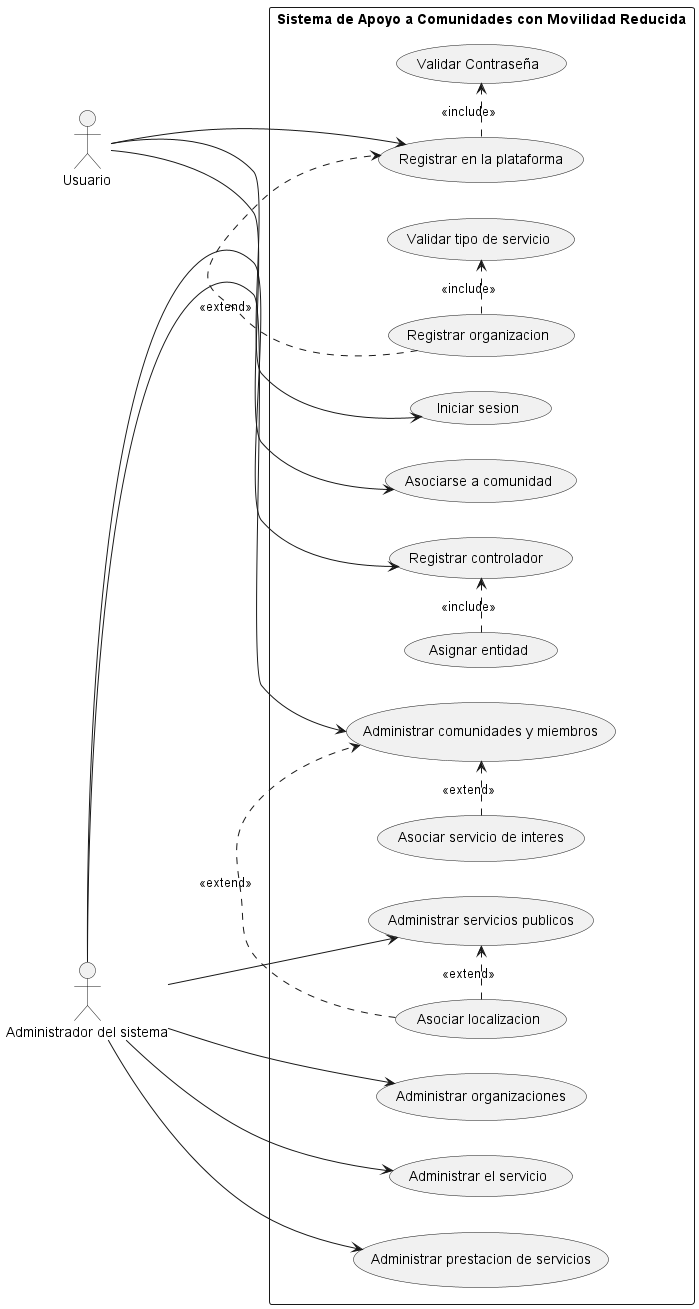 Sistema de Apoyo a Comunidades con Movilidad Reducida
Validar Contraseña
«include»
Usuario
Registrar en la plataforma
Validar tipo de servicio
«include»
«extend»
Registrar organizacion
Iniciar sesion
Asociarse a comunidad
Registrar controlador
«include»
Asignar entidad
Administrar comunidades y miembros
«extend»
Asociar servicio de interes
«extend»
Administrar servicios publicos
«extend»
Asociar localizacion
Administrador del sistema
Administrar organizaciones
Administrar el servicio
Administrar prestacion de servicios